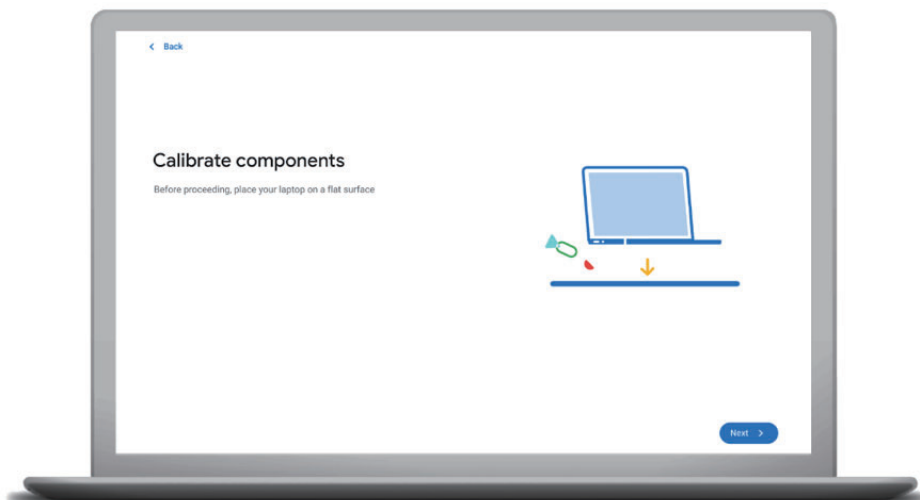 Back
Calibrate components
Before proceeding, place your laptop on a flat surface
Next